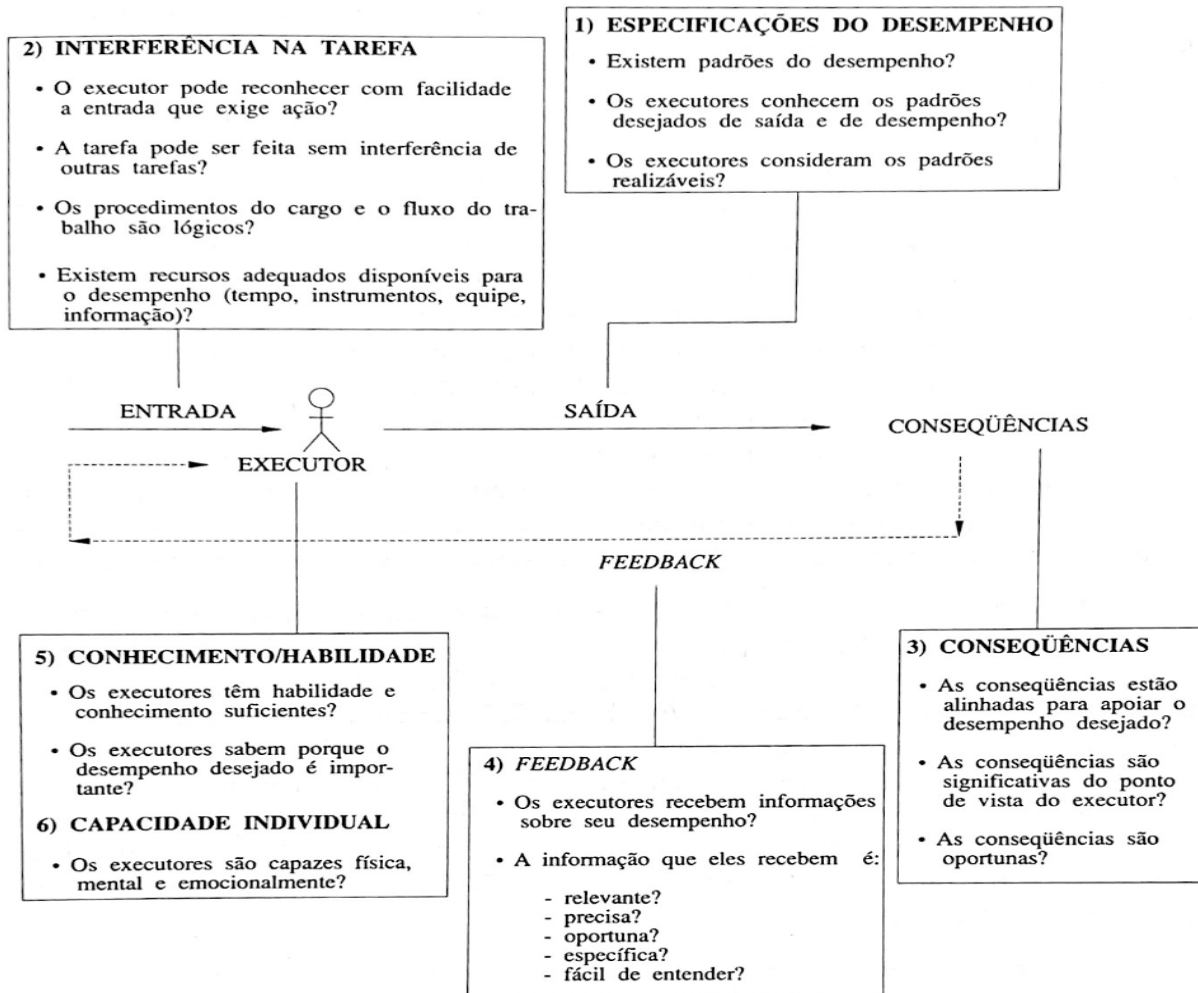 1) ESPECIFICAÇÕES DO DESEMPENHO
• Existem padrões do desempenho?
• Os executores conhecem os padrões
desejados de saída e de desempenho?
• Os executores consideram os padrões
realizáveis?
2) INTERFERÊNCIA NA TAREFA
• O executor pode reconhecer com facilidade
a entrada que exige ação?
• A tarefa pode ser feita sem interferência de
outras tarefas?
• Os procedimentos do cargo e o fluxo do tra-
balho são lógicos?
• Existem recursos adequados disponíveis para
o desempenho (tempo, instrumentos, equipe,
informação)?
ENTRADA
EXECUTOR
SAÍDA
CONSEQÜÊNCIAS
FEEDBACK
3) CONSEQÜÊNCIAS
• As conseqüências estão
alinhadas para apoiar o
desempenho desejado?
• As conseqüências são
significativas do ponto
de vista do executor?
• As conseqüências são
oportunas?
4) FEEDBACK
• Os executores recebem informações
sobre seu desempenho?
• A informação que eles recebem é:
- relevante?
- precisa?
- oportuna?
- específica?
- fácil de entender?
5) CONHECIMENTO/HABILIDADE
• Os executores têm habilidade e
conhecimento suficientes?
• Os executores sabem porque o
desempenho desejado é impor-
tante?
6) CAPACIDADE INDIVIDUAL
• Os executores são capazes física,
mental e emocionalmente?